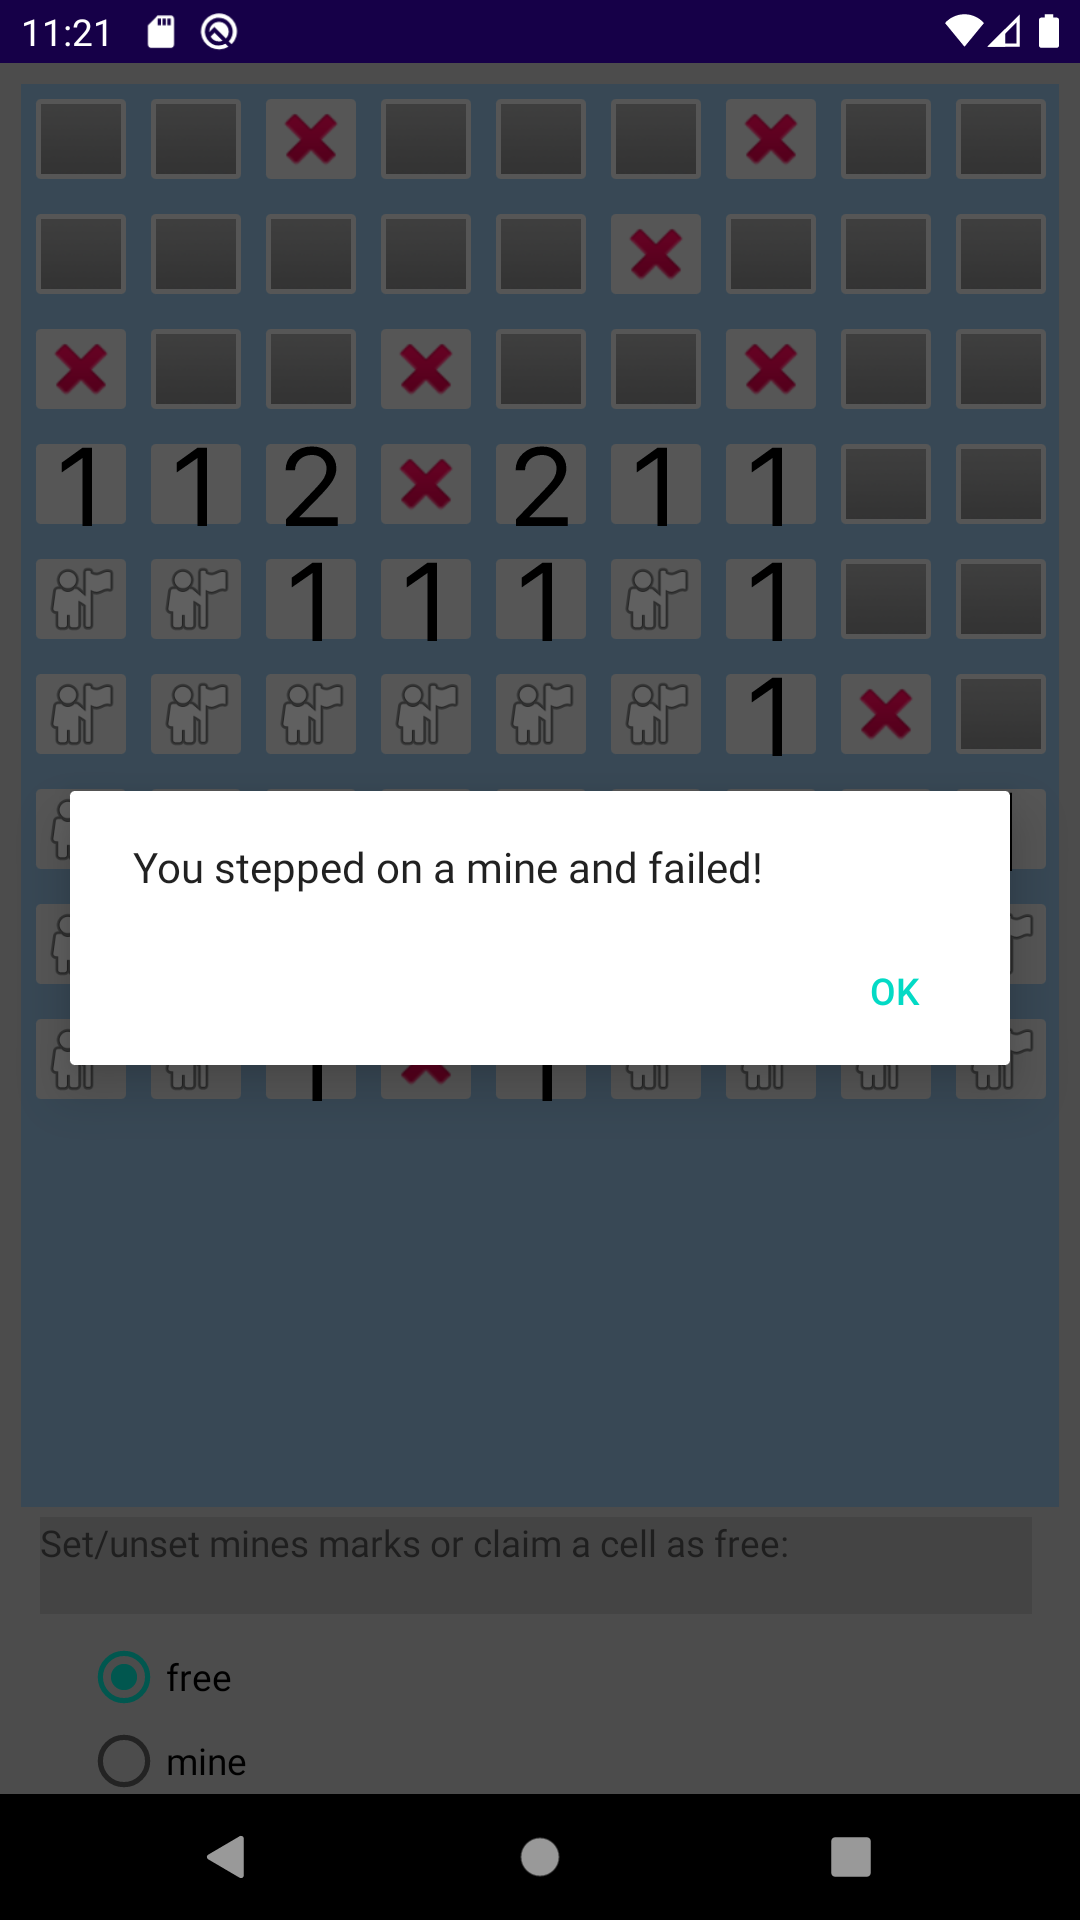 11:21
1 1 2 2 1 1
1 1 1 1
1
You stepped on a mine and failed!
OK
Set/unset mines marks or claim a cell as free:
free
mine